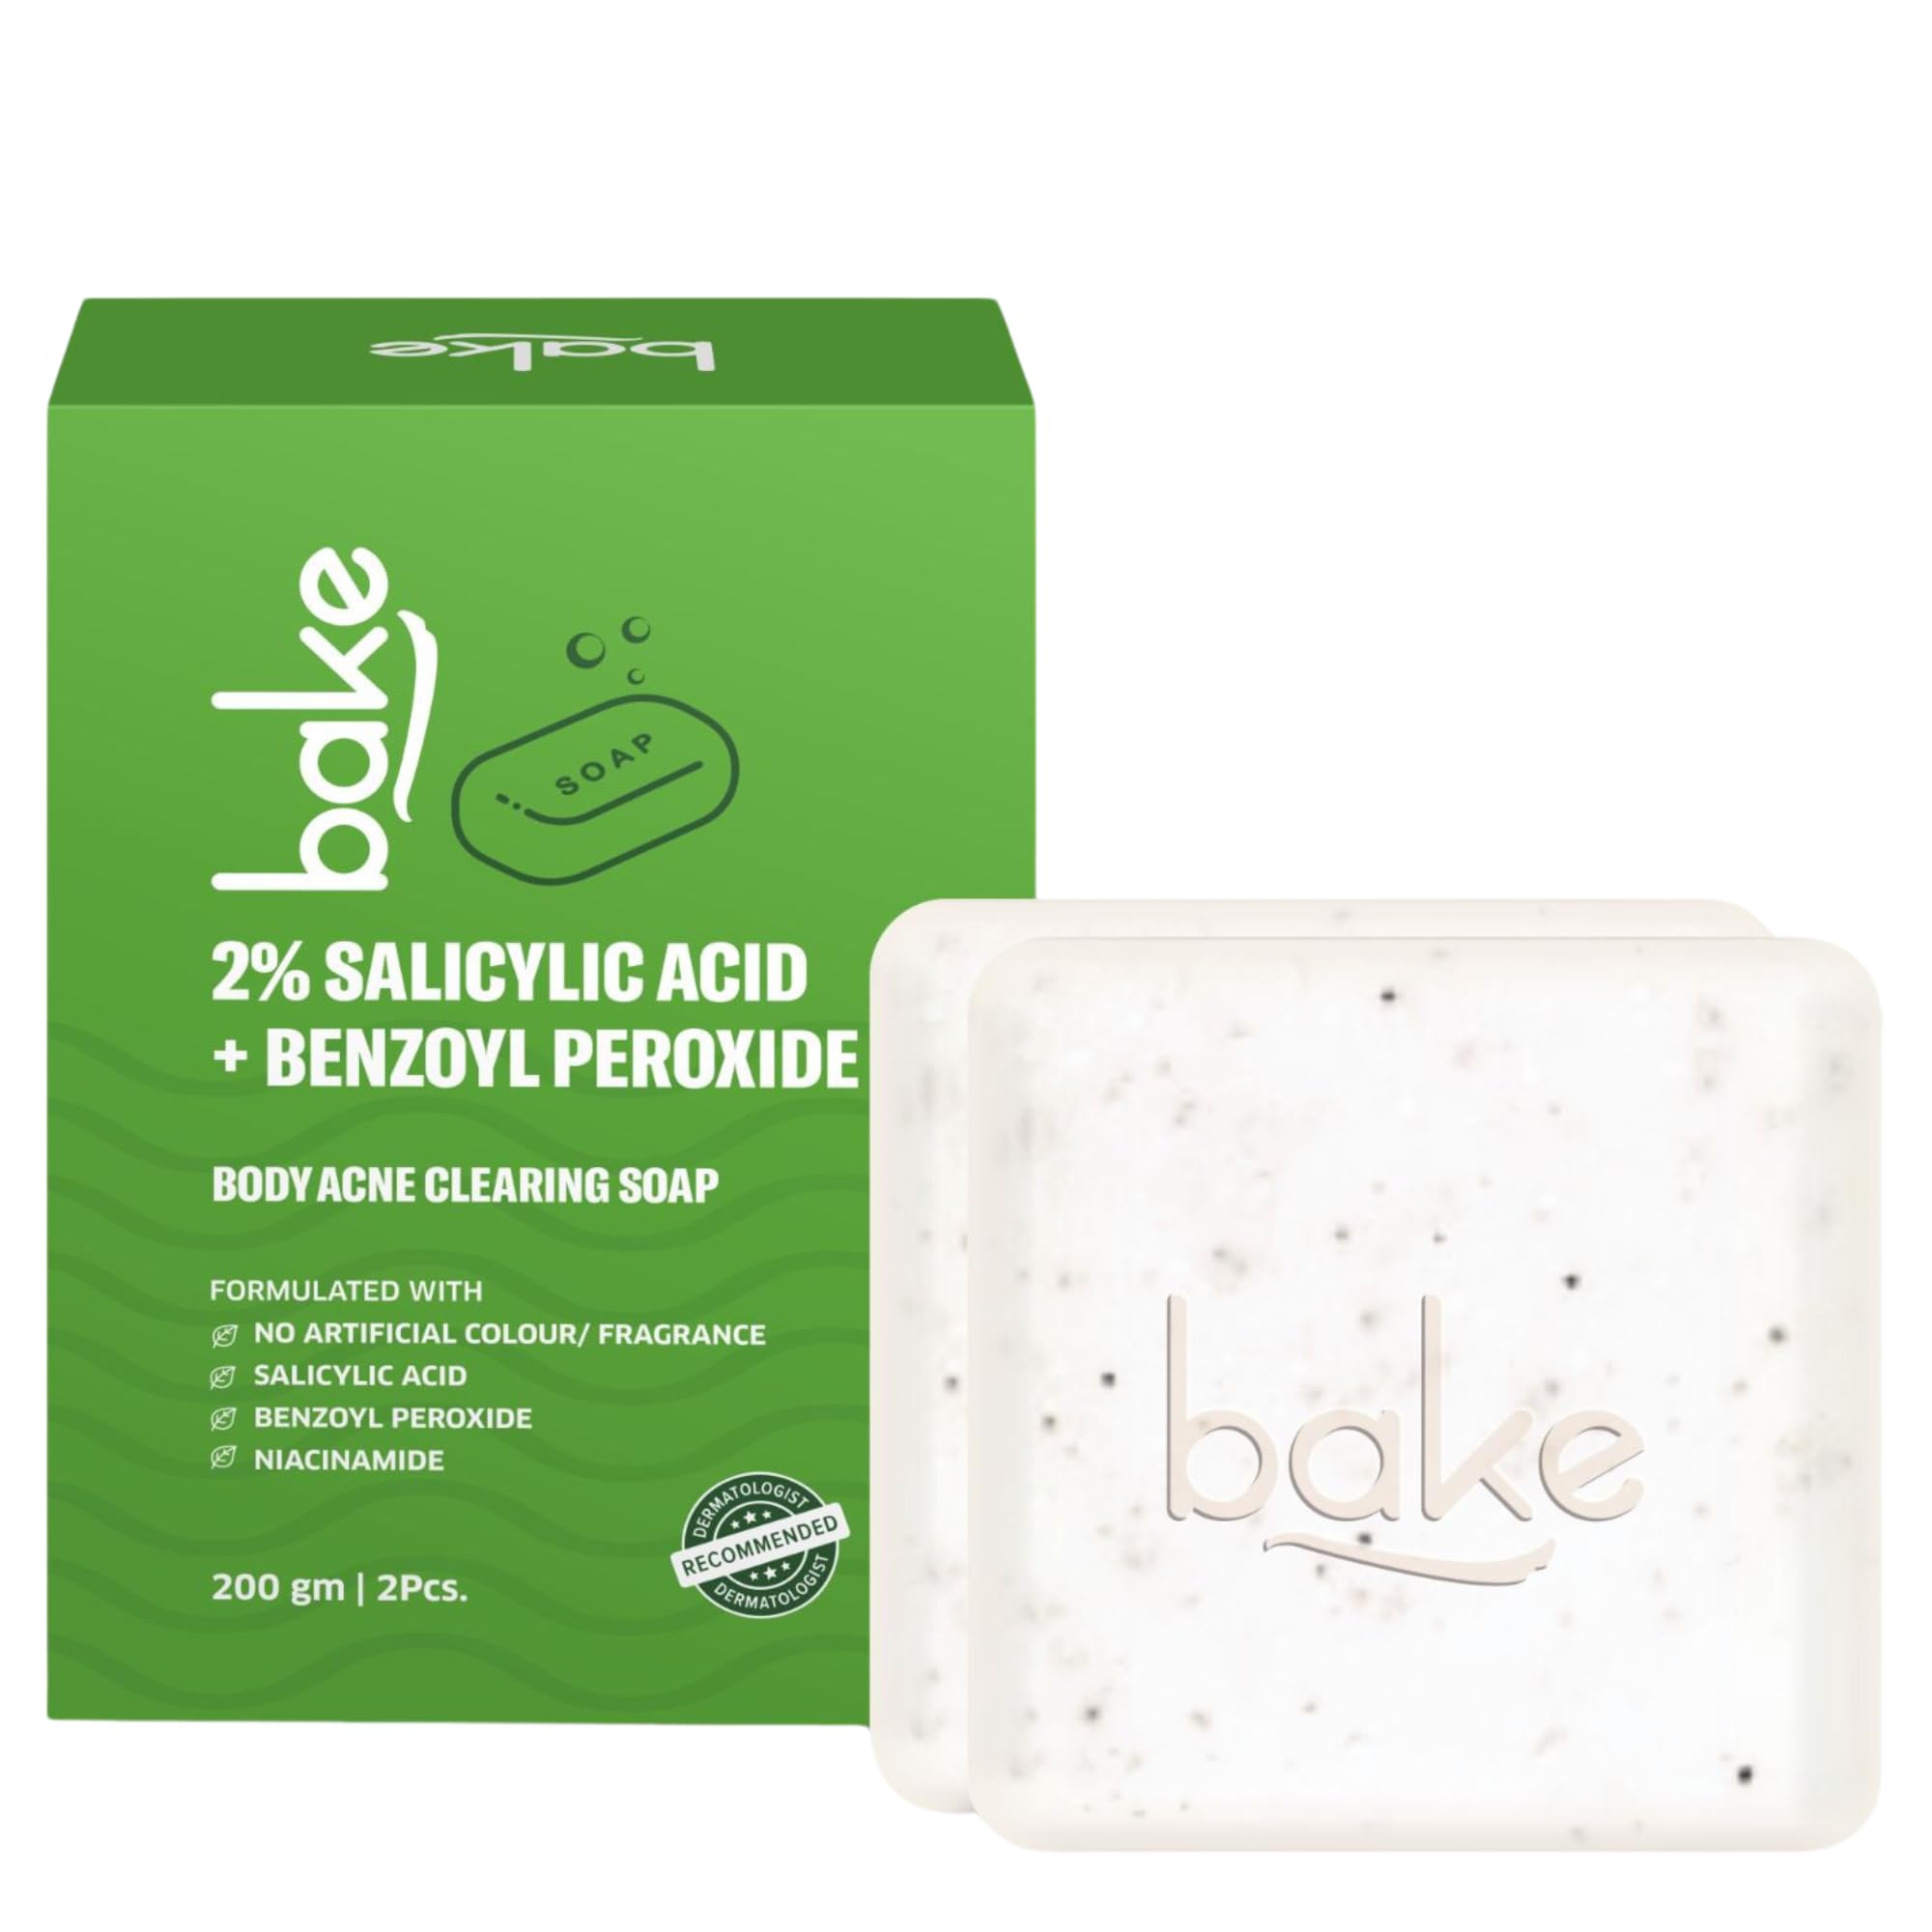 bake
bake
SOAP
2% SALICYLIC ACID
+ BENZOYL PEROXIDE
BODY ACNE CLEARING SOAP
FORMULATED WITH
NO ARTIFICIAL COLOUR/ FRAGRANCE
SALICYLIC ACID
BENZOYL PEROXIDE
NIACINAMIDE
200 gm | 2Pcs.
DERMATOLOGIST
RECOMMENDED
DERMATOLOGIST
bake